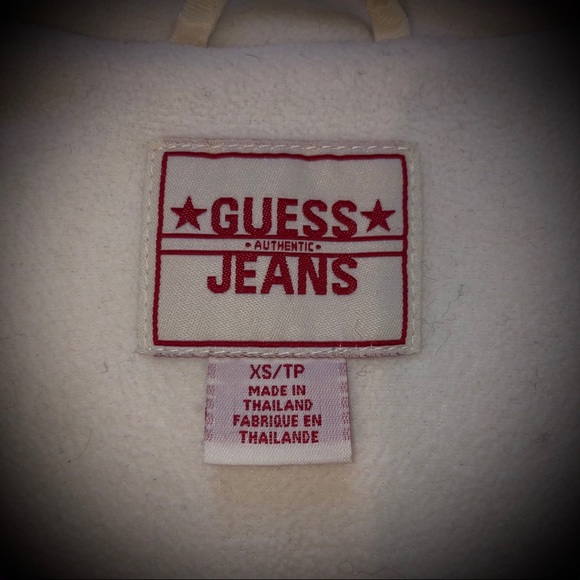 ★GUESS★
• AUTHENTIC •
JEANS
XS/TP
MADE IN
THAILAND
FABRIQUE EN
THAILANDE